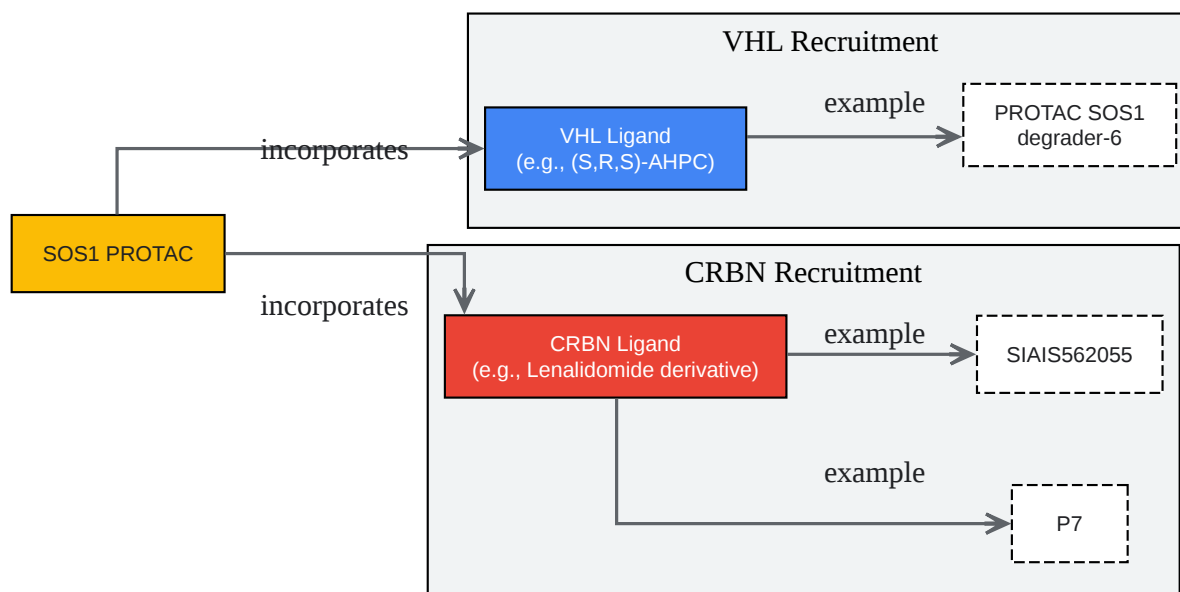 VHL Recruitment
example
PROTAC SOS1
degrader-6
VHL Ligand
(e.g., (S,R,S)-AHPC)
incorporates
SOS1 PROTAC
CRBN Recruitment
incorporates
example
CRBN Ligand
(e.g., Lenalidomide derivative)
SIAIS562055
example
P7